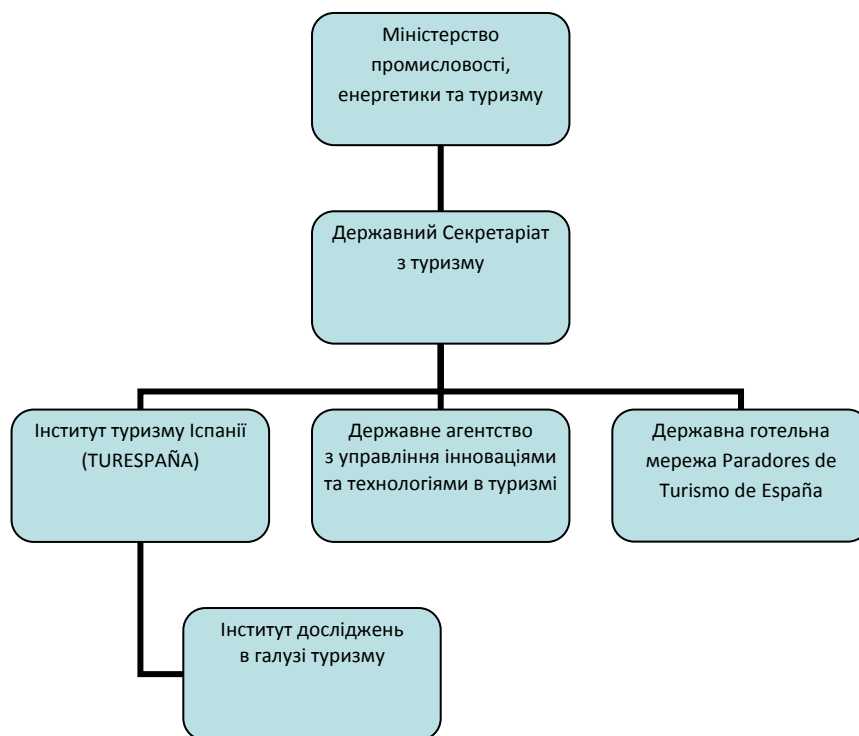 Міністерство
промисловості,
енергетики та туризму
Державний Секретаріат
з туризму
Інститут туризму Іспанії
(TURESPAÑA)
Державне агентство
з управління інноваціями
та технологіями в туризмі
Державна готельна
мережа Paradores de
Turismo de España
Інститут досліджень
в галузі туризму